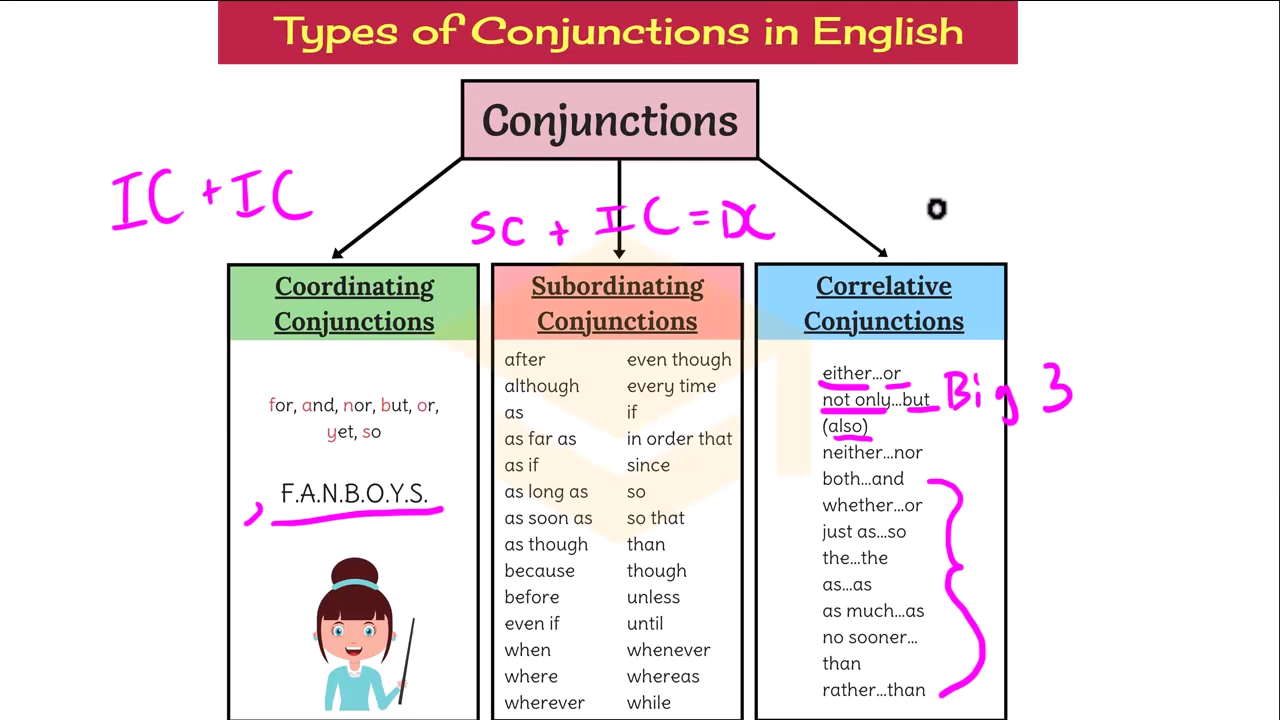 Types of Conjunctions in English
Conjunctions
IC + IC
SC + IC = DC
Coordinating
Conjunctions
for, and, nor, but, or,
yet, so
, F.A.N.B.O.Y.S.
Subordinating
Conjunctions
after even though
although every time
as if
as far as in order that
as if since
as long as so
as soon as so that
as though than
because though
before unless
even if until
when whenever
where whereas
wherever while
Correlative
Conjunctions
either...or
not only...but
(also)
neither...nor
both...and
whether...or
just as...so
the...the
as...as
as much...as
no sooner...
than
rather...than
Big 3